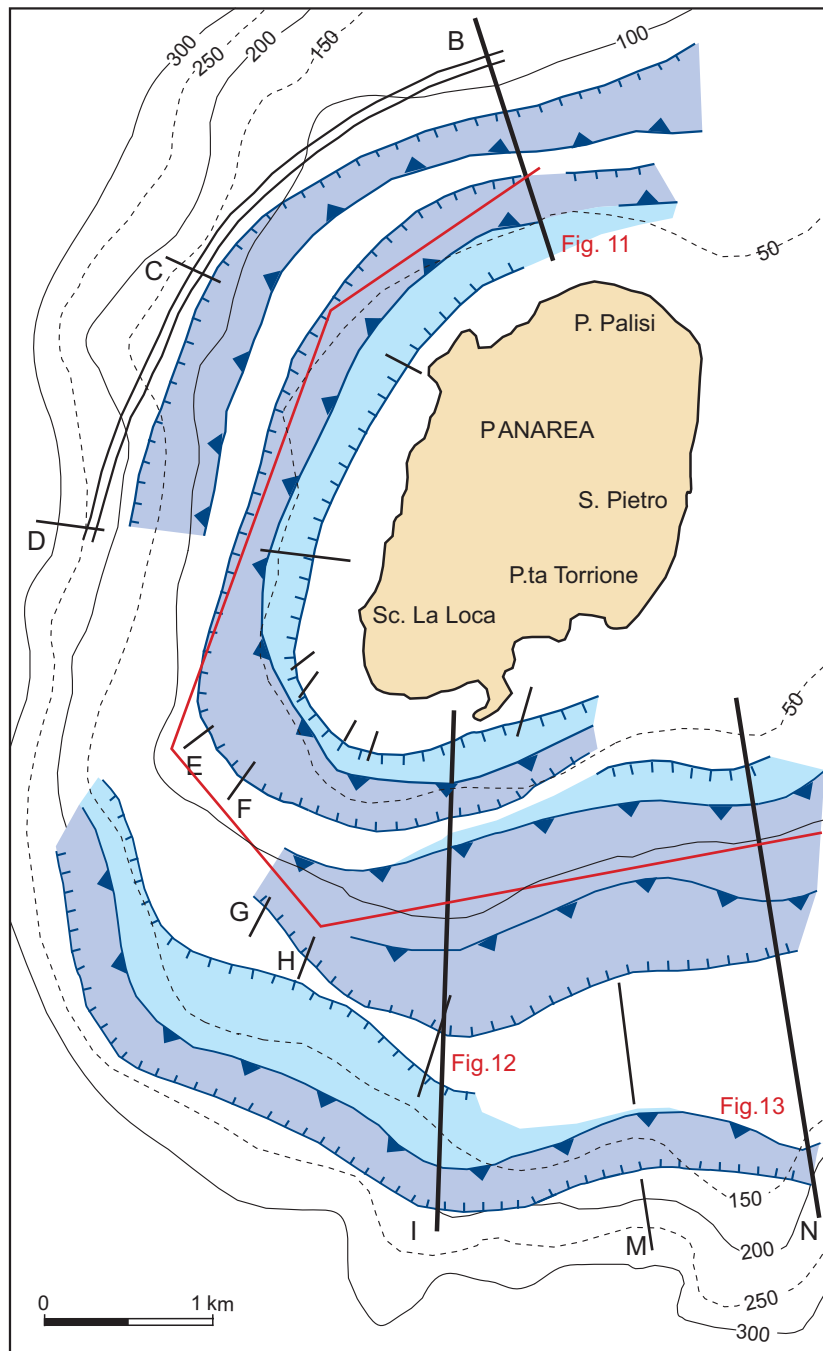 300
250
200
150
B
100
C
Fig. 11
50
P. Palisi
PANAREA
S. Pietro
D
P.ta Torrione
Sc. La Loca
50
E
F
G
H
Fig.12
Fig.13
150
I
M
N
200
250
300
0 1 km